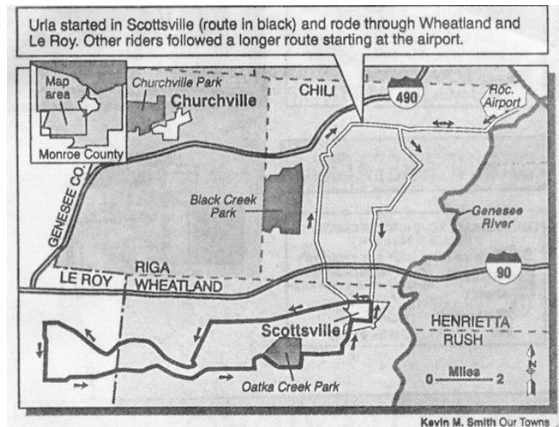 Urla started in Scottsville (route in black) and rode through Wheatland and
Le Roy. Other riders followed a longer route starting at the airport.
Map
area
Monroe County
Churchville Park
Churchville
CHILI
490
Roc.
Airport
GENESEE CO.
Black Creek
Park
Genesee
River
LE ROY
RIGA
WHEATLAND
90
Scottsville
HENRIETTA
RUSH
Oatka Creek Park
Miles
0 2
N
Kevin M. Smith Our Towns